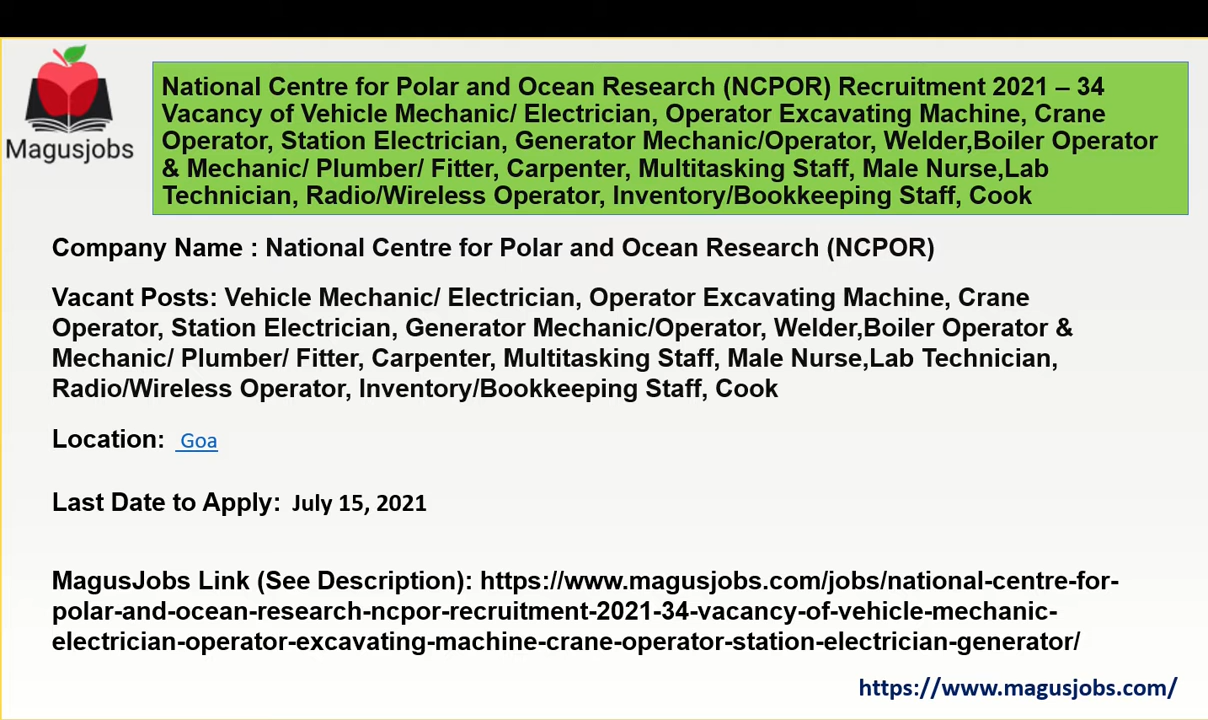 Magusjobs
National Centre for Polar and Ocean Research (NCPOR) Recruitment 2021 – 34
Vacancy of Vehicle Mechanic/ Electrician, Operator Excavating Machine, Crane
Operator, Station Electrician, Generator Mechanic/Operator, Welder,Boiler Operator
& Mechanic/ Plumber/ Fitter, Carpenter, Multitasking Staff, Male Nurse,Lab
Technician, Radio/Wireless Operator, Inventory/Bookkeeping Staff, Cook
Company Name : National Centre for Polar and Ocean Research (NCPOR)
Vacant Posts: Vehicle Mechanic/ Electrician, Operator Excavating Machine, Crane
Operator, Station Electrician, Generator Mechanic/Operator, Welder,Boiler Operator &
Mechanic/ Plumber/ Fitter, Carpenter, Multitasking Staff, Male Nurse,Lab Technician,
Radio/Wireless Operator, Inventory/Bookkeeping Staff, Cook
Location: Goa
Last Date to Apply: July 15, 2021
MagusJobs Link (See Description): https://www.magusjobs.com/jobs/national-centre-for-
polar-and-ocean-research-ncpor-recruitment-2021-34-vacancy-of-vehicle-mechanic-
electrician-operator-excavating-machine-crane-operator-station-electrician-generator/
https://www.magusjobs.com/